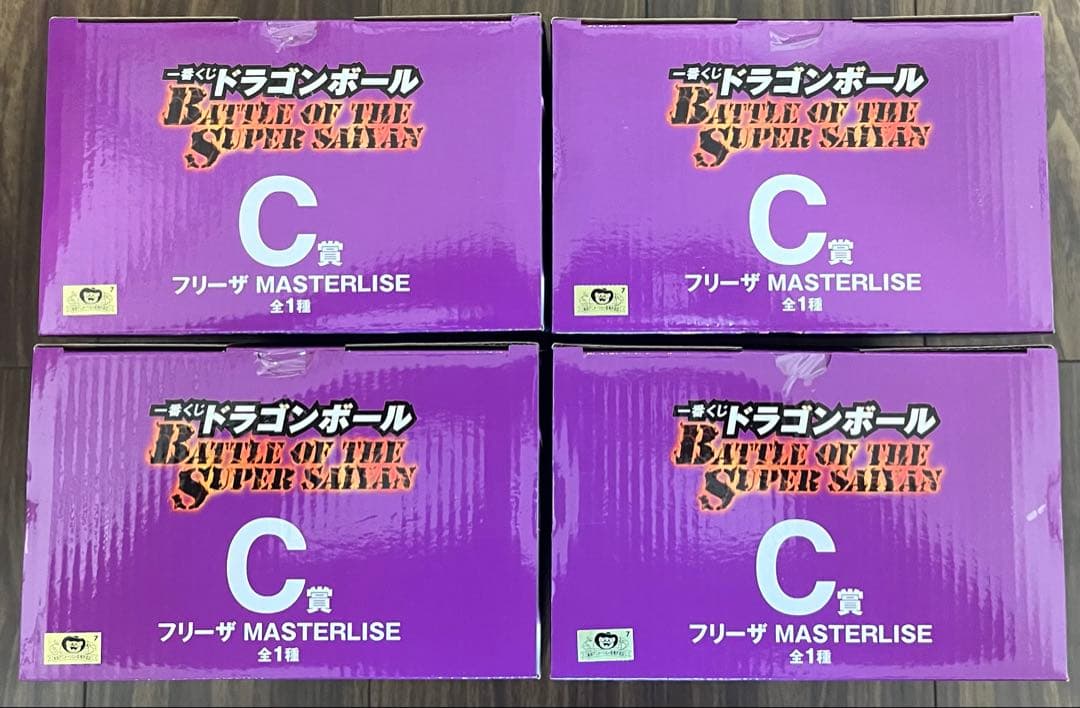 一番くじ ドラゴンボール
BATTLE OF THE
SUPER SAIYAN
C賞
フリーザ MASTERLISE
全1種
一番くじ ドラゴンボール
BATTLE OF THE
SUPER SAIYAN
C賞
フリーザ MASTERLISE
全1種
一番くじ ドラゴンボール
BATTLE OF THE
SUPER SAIYAN
C賞
フリーザ MASTERLISE
全1種
一番くじ ドラゴンボール
BATTLE OF THE
SUPER SAIYAN
C賞
フリーザ MASTERLISE
全1種